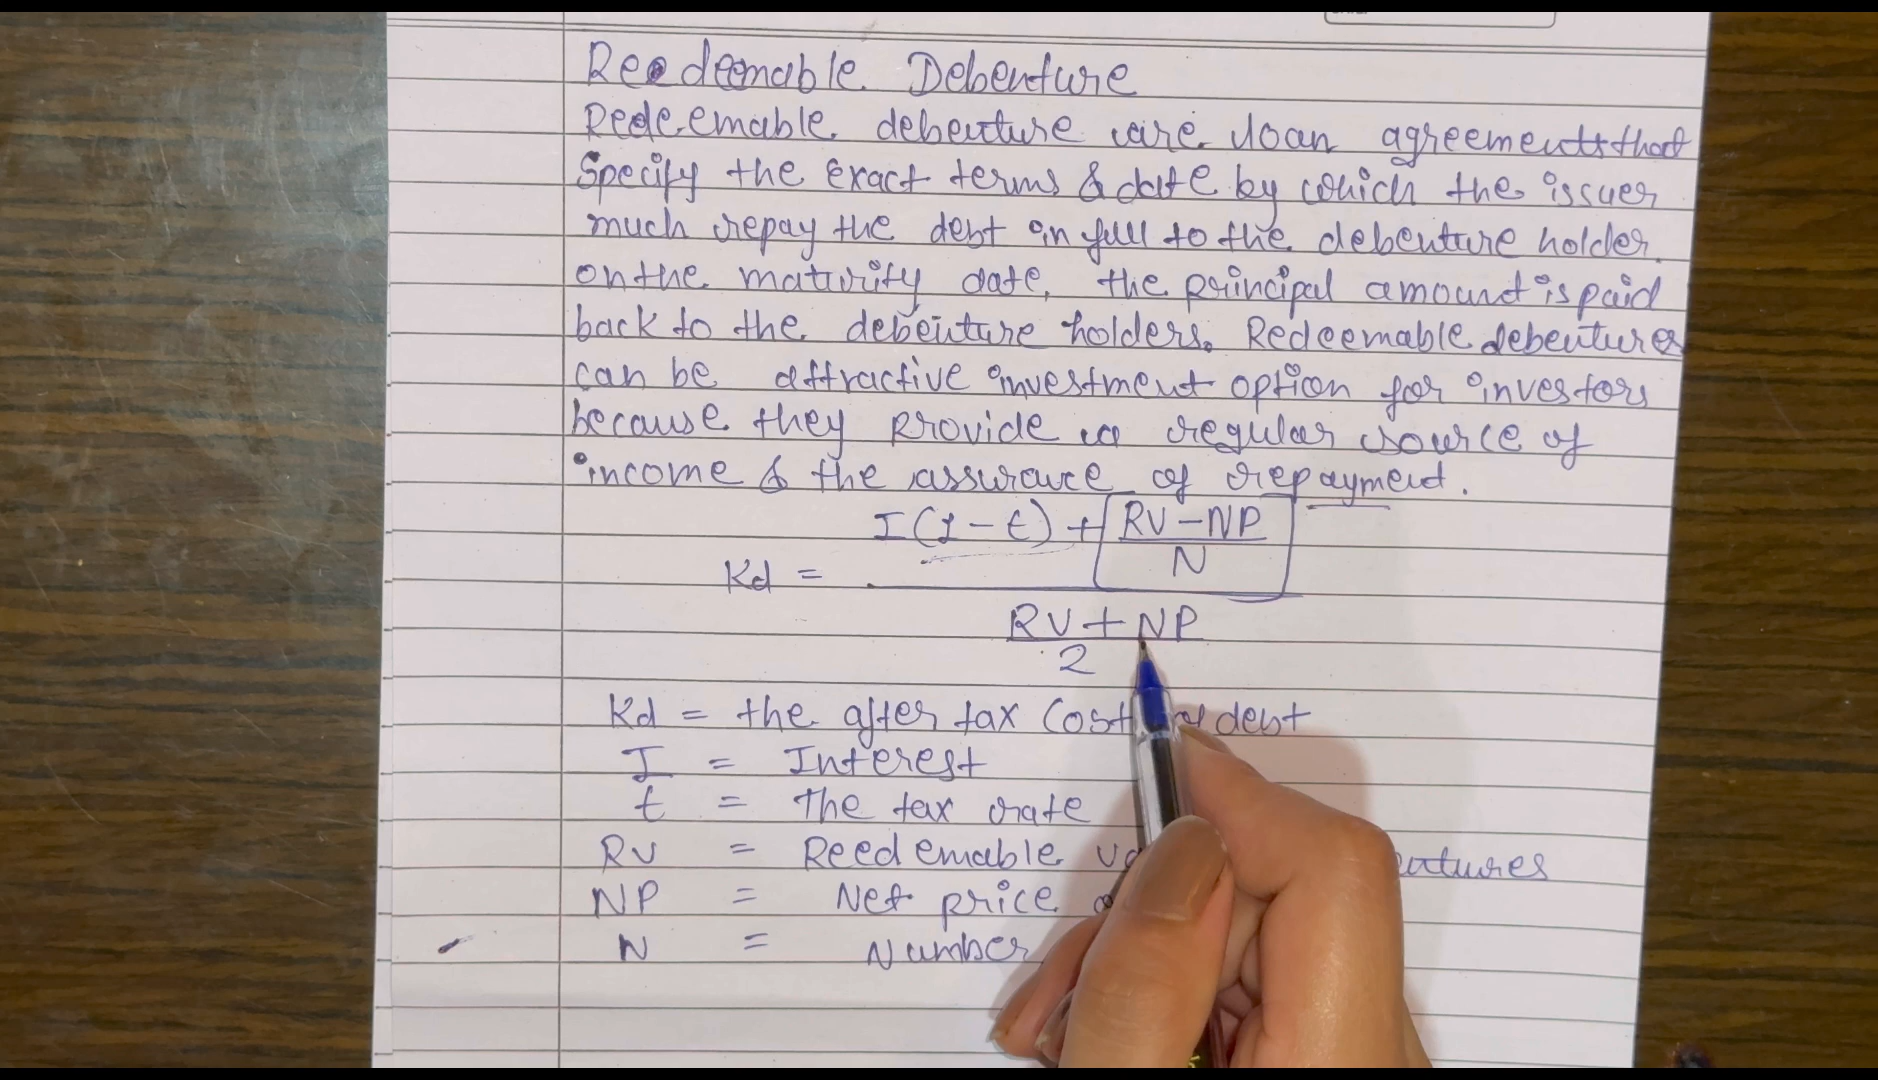 Reedeemable Debenture
Redeemable debenture are loan agreements that
Specify the exact terms & date by which the issuer
much repay the debt in full to the debenture holder.
on the maturity date, the principal amount is paid
back to the debenture holders. Redeemable debentures
can be attractive investment option for investors
because they provide a regular source of
income & the assurance of repayment.
I(1-t) + RV-NP
N
Kd =
RV+NP
2
Kd = the after tax Cost of debt
I = Interest
t = The tax rate
RV = Reedemable
NP = Net price
N = Number